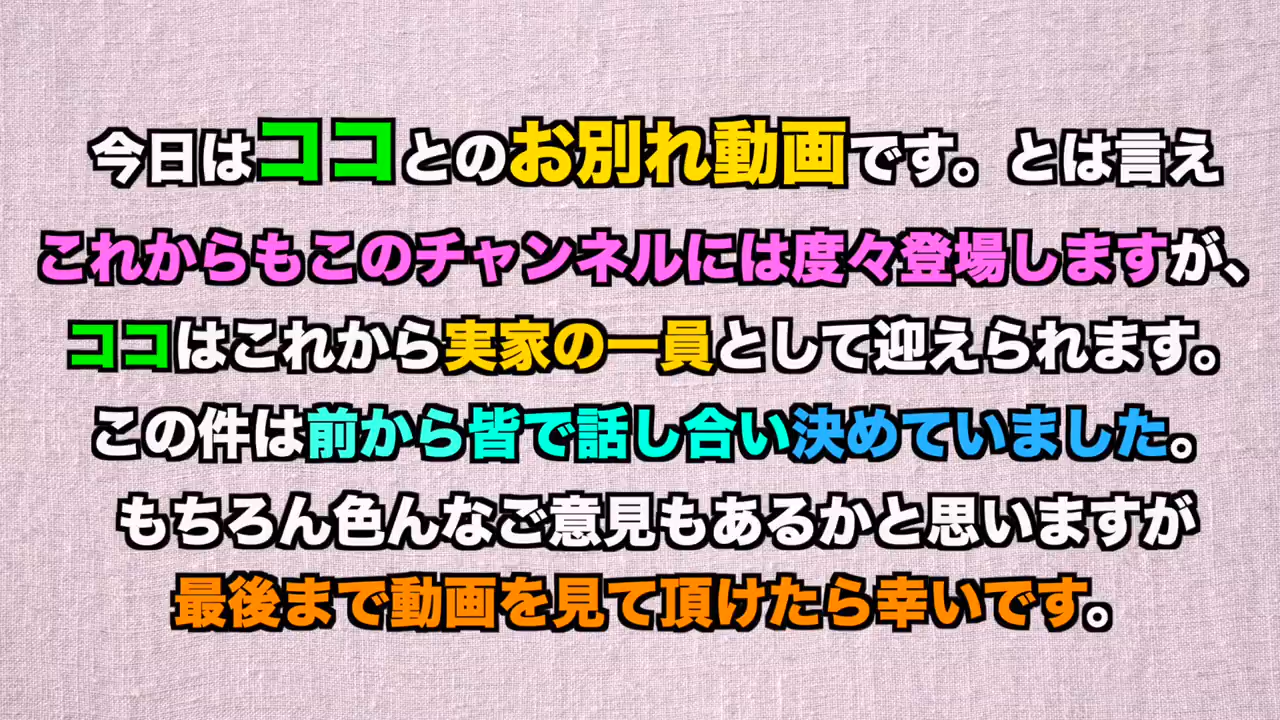 今日はココとのお別れ動画です。とは言え
これからもこのチャンネルには度々登場しますが、
ココはこれから実家の一員として迎えられます。
この件は前から皆で話し合い決めていました。
もちろん色んなご意見もあるかと思いますが
最後まで動画を見て頂けたら幸いです。